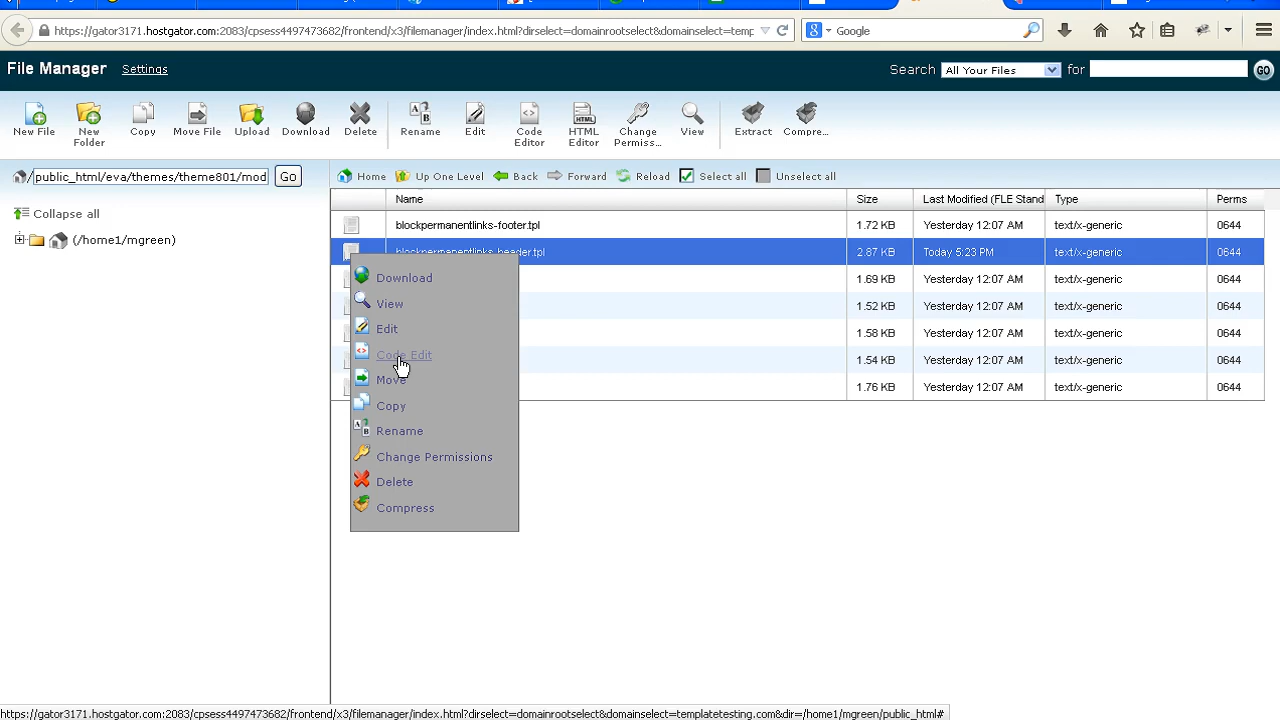 https://gator3171.hostgator.com:2083/cpsess4497473682/frontend/x3/filemanager/index.html?dirselect=domainrootselect&domainselect=temp
Google
File Manager Settings
Search All Your Files for GO
New File
New Folder
Copy
Move File
Upload
Download
Delete
Rename
Edit
Code Editor
HTML Editor
Change Permiss...
View
Extract
Compre...
/public_html/eva/themes/theme801/mod Go
Home Up One Level Back Forward Reload Select all Unselect all
Collapse all
(/home1/mgreen)
Name Size Last Modified (FLE Stand Type Perms
blockpermanentlinks-footer.tpl 1.72 KB Yesterday 12:07 AM text/x-generic 0644
blockpermanentlinks-header.tpl 2.87 KB Today 5:23 PM text/x-generic 0644
1.69 KB Yesterday 12:07 AM text/x-generic 0644
1.52 KB Yesterday 12:07 AM text/x-generic 0644
1.58 KB Yesterday 12:07 AM text/x-generic 0644
1.54 KB Yesterday 12:07 AM text/x-generic 0644
1.76 KB Yesterday 12:07 AM text/x-generic 0644
Download
View
Edit
Code Edit
Move
Copy
Rename
Change Permissions
Delete
Compress
https://gator3171.hostgator.com:2083/cpsess4497473682/frontend/x3/filemanager/index.html?dirselect=domainrootselect&domainselect=templatetesting.com&dir=/home1/mgreen/public_html#